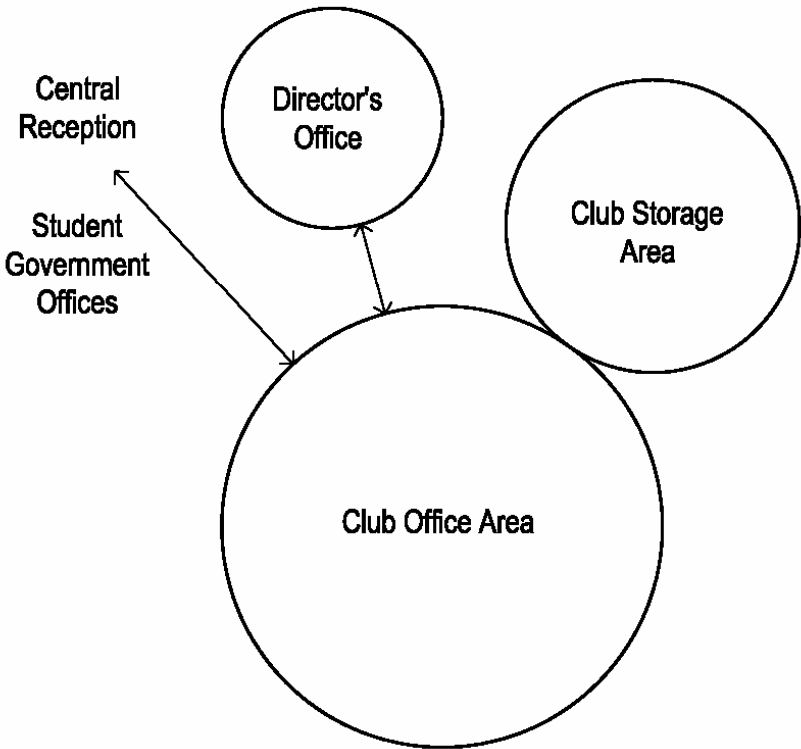 Central
Reception
Director's
Office
Club Storage
Area
Student
Government
Offices
Club Office Area